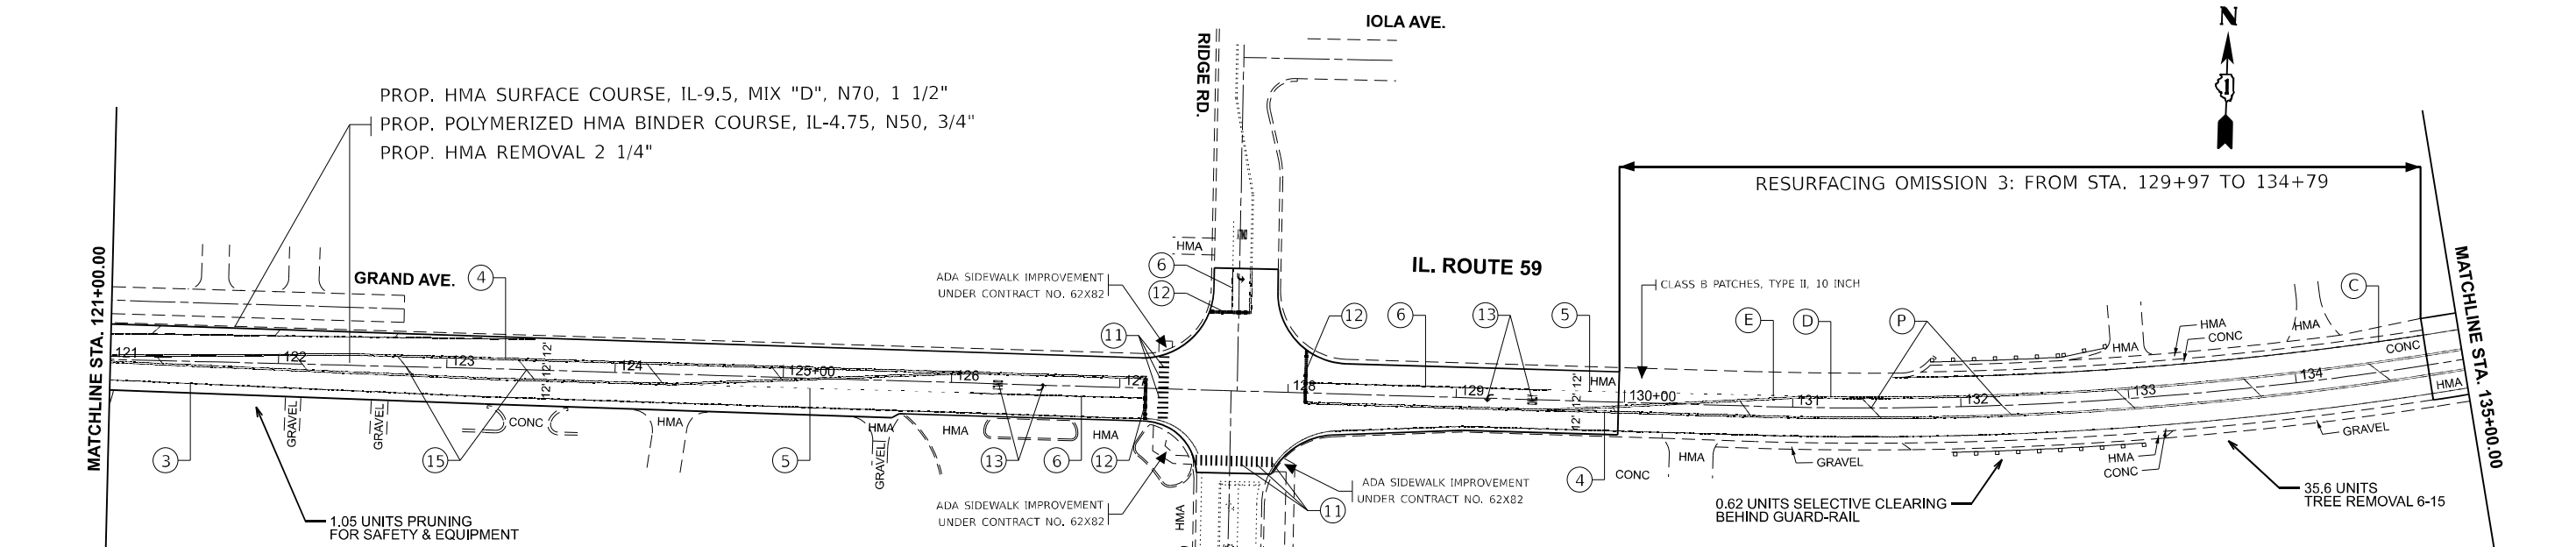 IOLA AVE.
N
1
RIDGE RD.
PROP. HMA SURFACE COURSE, IL-9.5, MIX "D", N70, 1 1/2"
PROP. POLYMERIZED HMA BINDER COURSE, IL-4.75, N50, 3/4"
PROP. HMA REMOVAL 2 1/4"
RESURFACING OMISSION 3: FROM STA. 129+97 TO 134+79
MATCHLINE STA. 121+00.00
GRAND AVE.
4
HMA
6
12
ADA SIDEWALK IMPROVEMENT
UNDER CONTRACT NO. 62X82
IL. ROUTE 59
CLASS B PATCHES, TYPE II, 10 INCH
C
MATCHLINE STA. 135+00.00
11
12
6
13
5
E
D
P
HMA
CONC
HMA
HMA
CONC
HMA
121
122
123
124
125+00
126
127
128
129
130+00
131
132
133
134
12'
12'
12'
12'
12'
12'
HMA
3
GRAVEL
GRAVEL
15
CONC
HMA
5
HMA
GRAVEL
HMA
13
6
HMA
12
11
4
CONC
HMA
GRAVEL
HMA
CONC
GRAVEL
1.05 UNITS PRUNING
FOR SAFETY & EQUIPMENT
ADA SIDEWALK IMPROVEMENT
UNDER CONTRACT NO. 62X82
HMA
ADA SIDEWALK IMPROVEMENT
UNDER CONTRACT NO. 62X82
0.62 UNITS SELECTIVE CLEARING
BEHIND GUARD-RAIL
35.6 UNITS
TREE REMOVAL 6-15